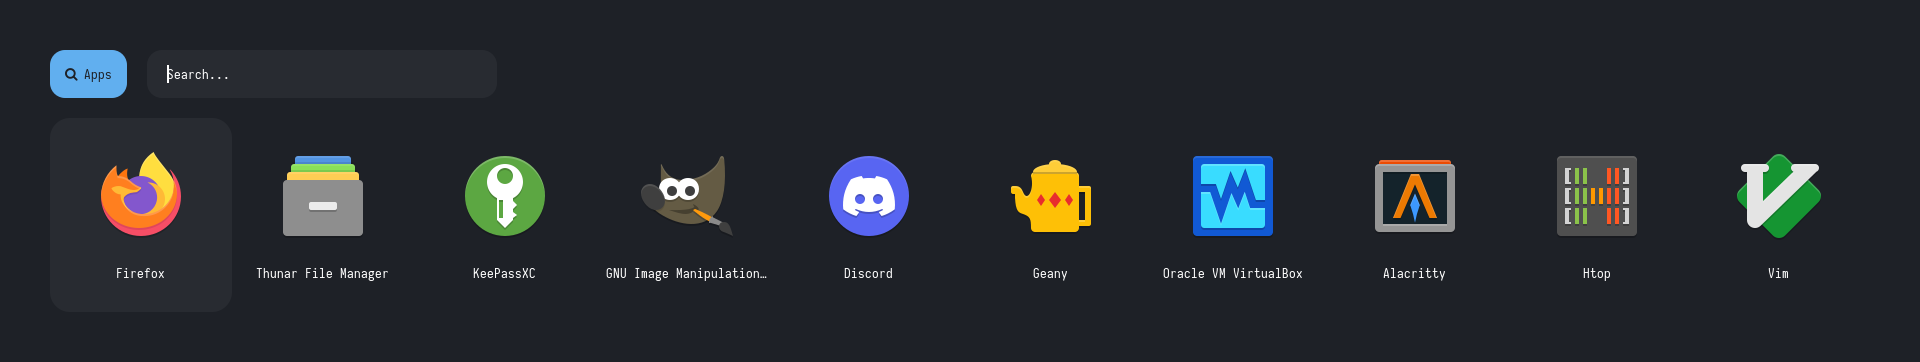 Apps
Search...
Firefox
Thunar File Manager
KeePassXC
GNU Image Manipulation…
Discord
Geany
Oracle VM VirtualBox
Alacritty
Htop
Vim